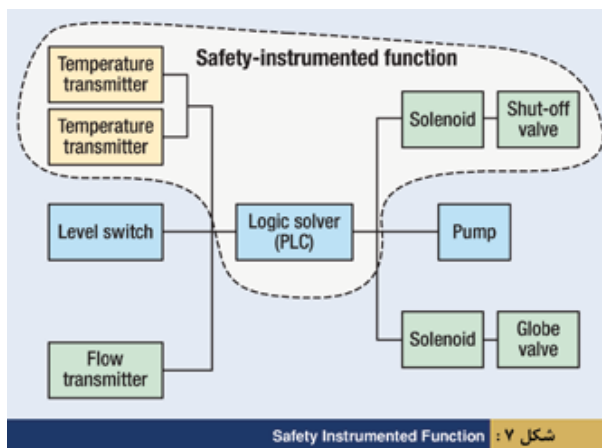 Safety-instrumented function
Temperature
transmitter
Temperature
transmitter
Solenoid
Shut-off
valve
Level switch
Logic solver
(PLC)
Pump
Flow
transmitter
Solenoid
Globe
valve
Safety Instrumented Function
شکل ۷ :